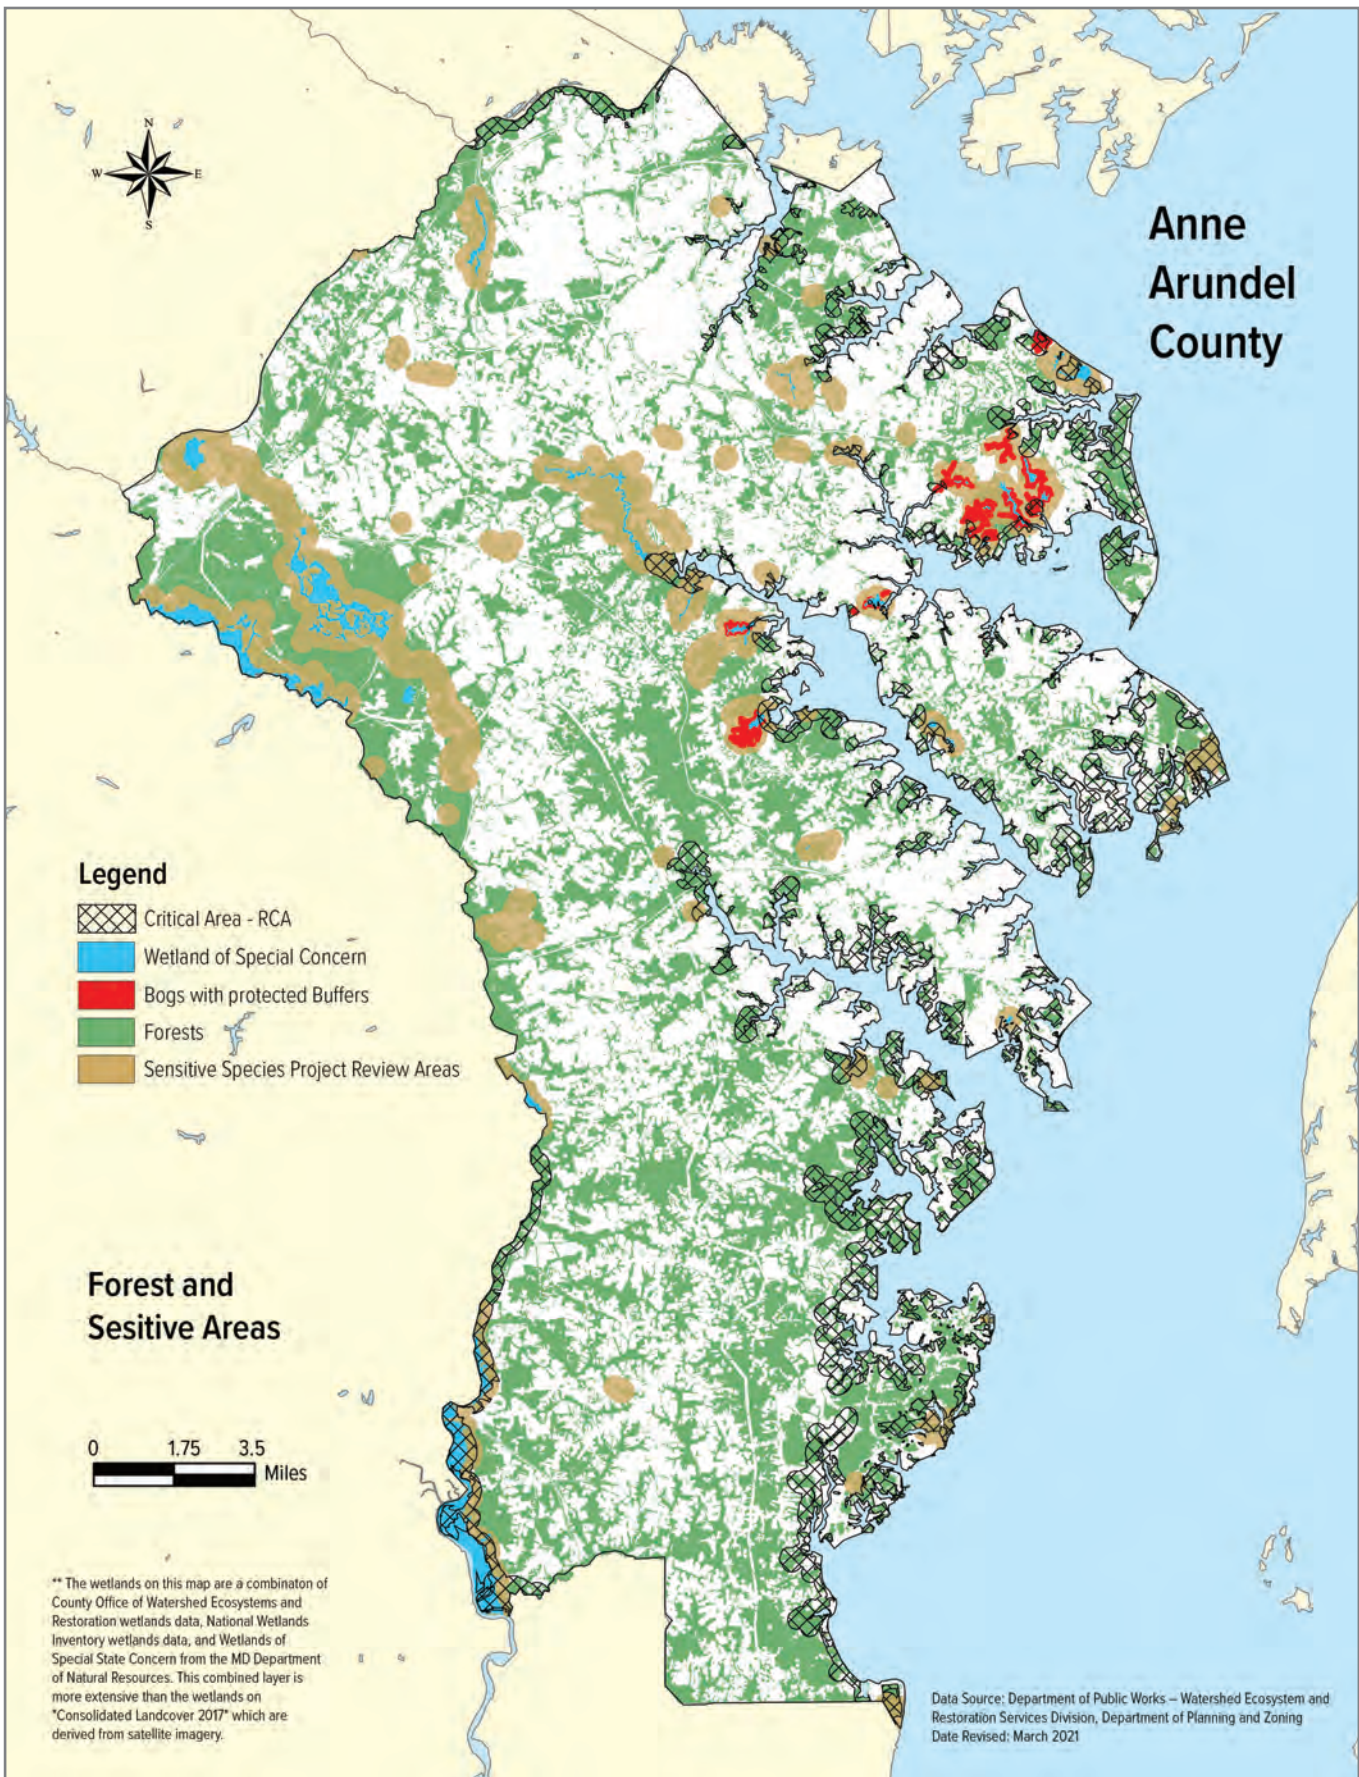 N
W
E
S
Anne
Arundel
County
Legend
Critical Area - RCA
Wetland of Special Concern
Bogs with protected Buffers
Forests
Sensitive Species Project Review Areas
Forest and
Sesitive Areas
0 1.75 3.5
Miles
** The wetlands on this map are a combinaton of
County Office of Watershed Ecosystems and
Restoration wetlands data, National Wetlands
Inventory wetlands data, and Wetlands of
Special State Concern from the MD Department
of Natural Resources. This combined layer is
more extensive than the wetlands on
"Consolidated Landcover 2017" which are
derived from satellite imagery.
Data Source: Department of Public Works – Watershed Ecosystem and
Restoration Services Division, Department of Planning and Zoning
Date Revised: March 2021